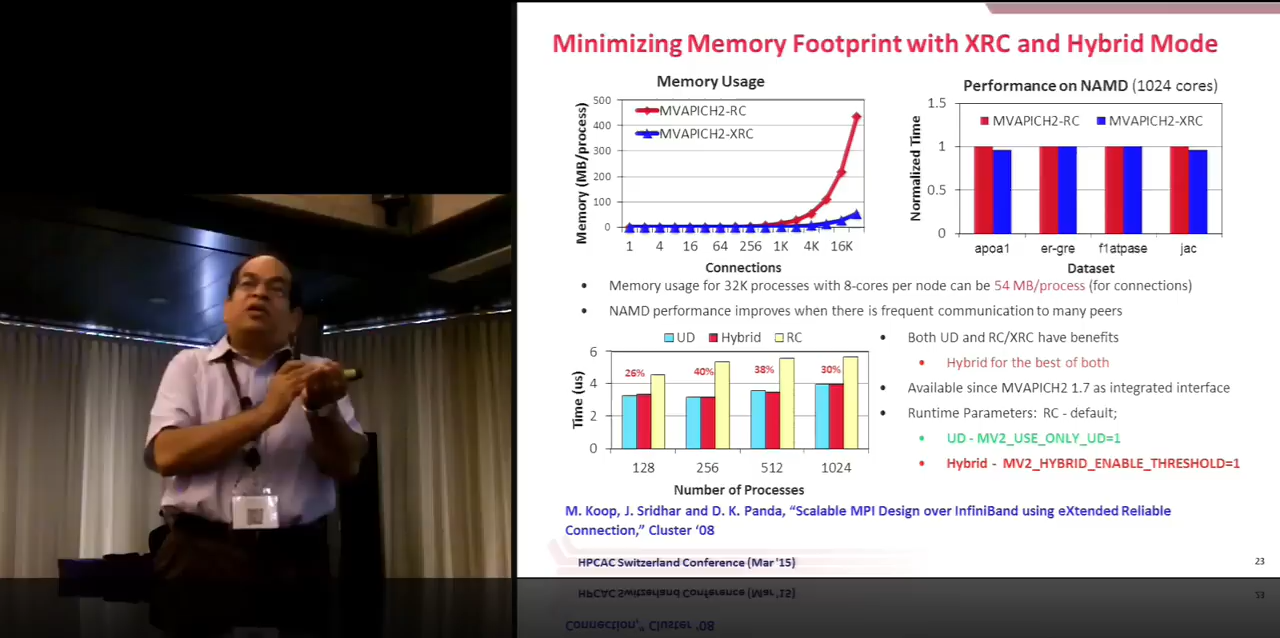 Minimizing Memory Footprint with XRC and Hybrid Mode
Memory Usage
Memory (MB/process)
500
400
300
200
100
0
MVAPICH2-RC
MVAPICH2-XRC
1 4 16 64 256 1K 4K 16K
Connections
Performance on NAMD (1024 cores)
Normalized Time
1.5
1
0.5
0
MVAPICH2-RC MVAPICH2-XRC
apoa1 er-gre f1atpase jac
Dataset
• Memory usage for 32K processes with 8-cores per node can be 54 MB/process (for connections)
• NAMD performance improves when there is frequent communication to many peers
UD Hybrid RC
Time (us)
6
4
2
0
26% 40% 38% 30%
128 256 512 1024
Number of Processes
• Both UD and RC/XRC have benefits
• Hybrid for the best of both
• Available since MVAPICH2 1.7 as integrated interface
• Runtime Parameters: RC - default;
• UD - MV2_USE_ONLY_UD=1
• Hybrid - MV2_HYBRID_ENABLE_THRESHOLD=1
M. Koop, J. Sridhar and D. K. Panda, “Scalable MPI Design over InfiniBand using eXtended Reliable
Connection,” Cluster ‘08
HPCAC Switzerland Conference (Mar '15)
23